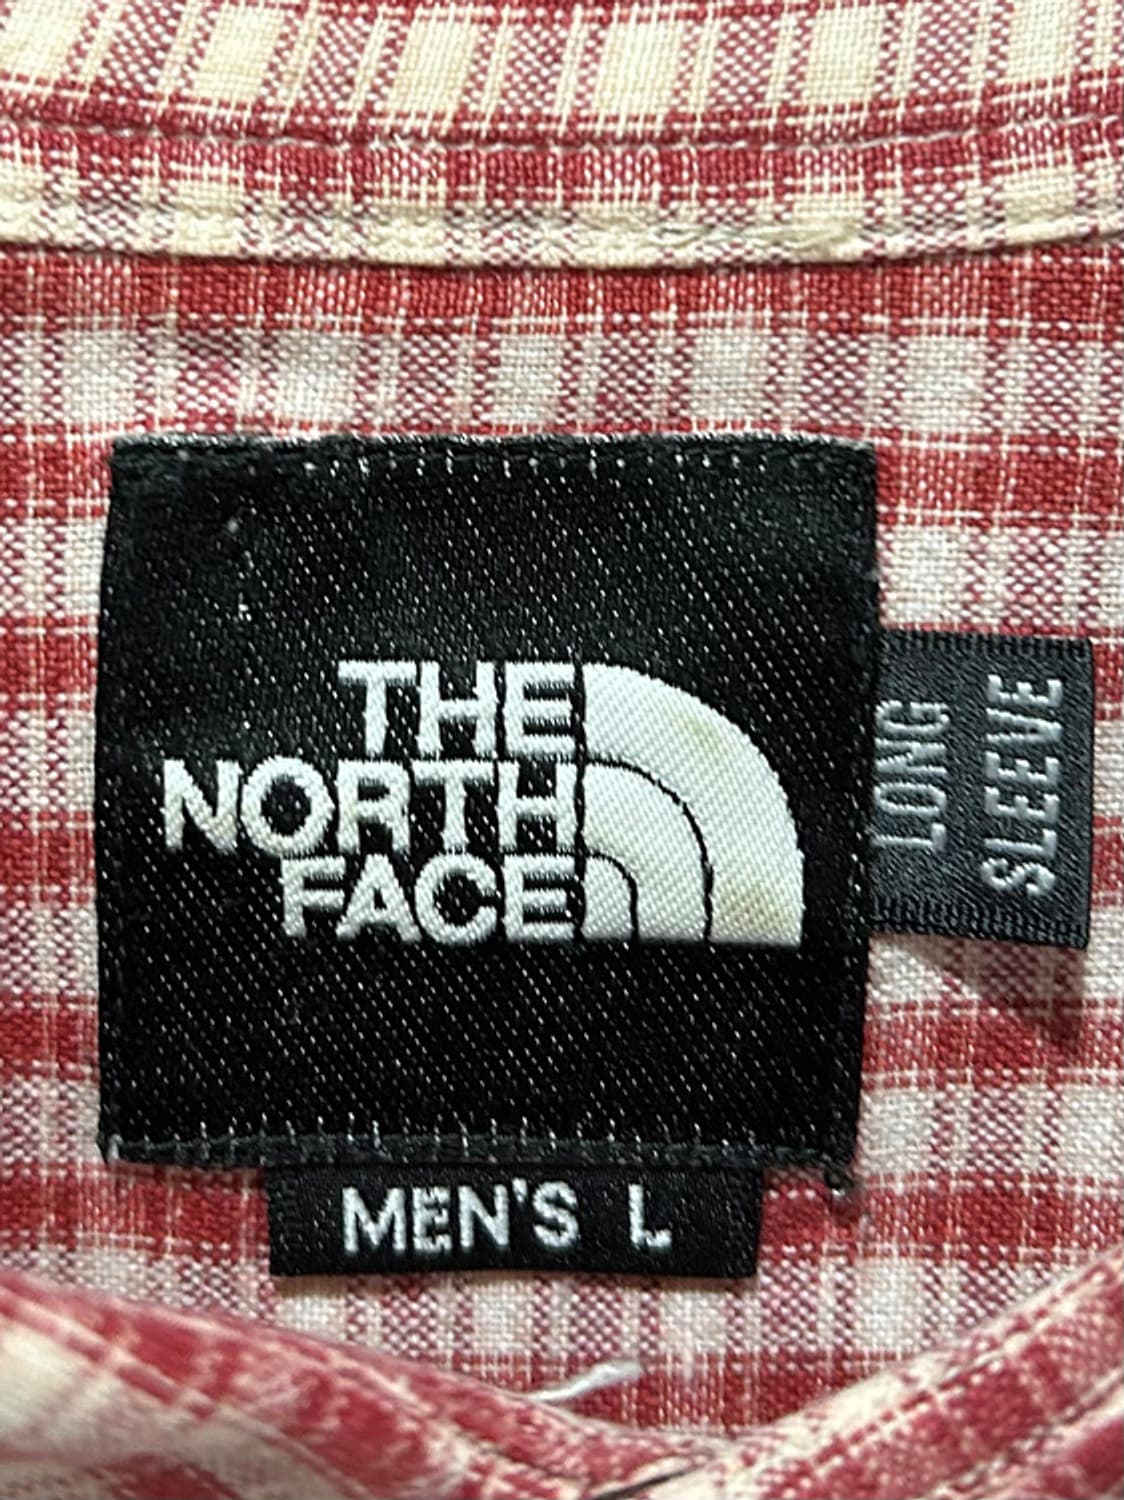 THE
NORTH
FACE
LONG
SLEEVE
MEN'S L